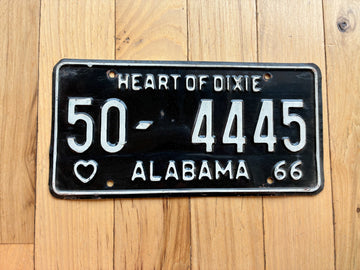 HEART OF DIXIE
50- 4445
ALABAMA 66